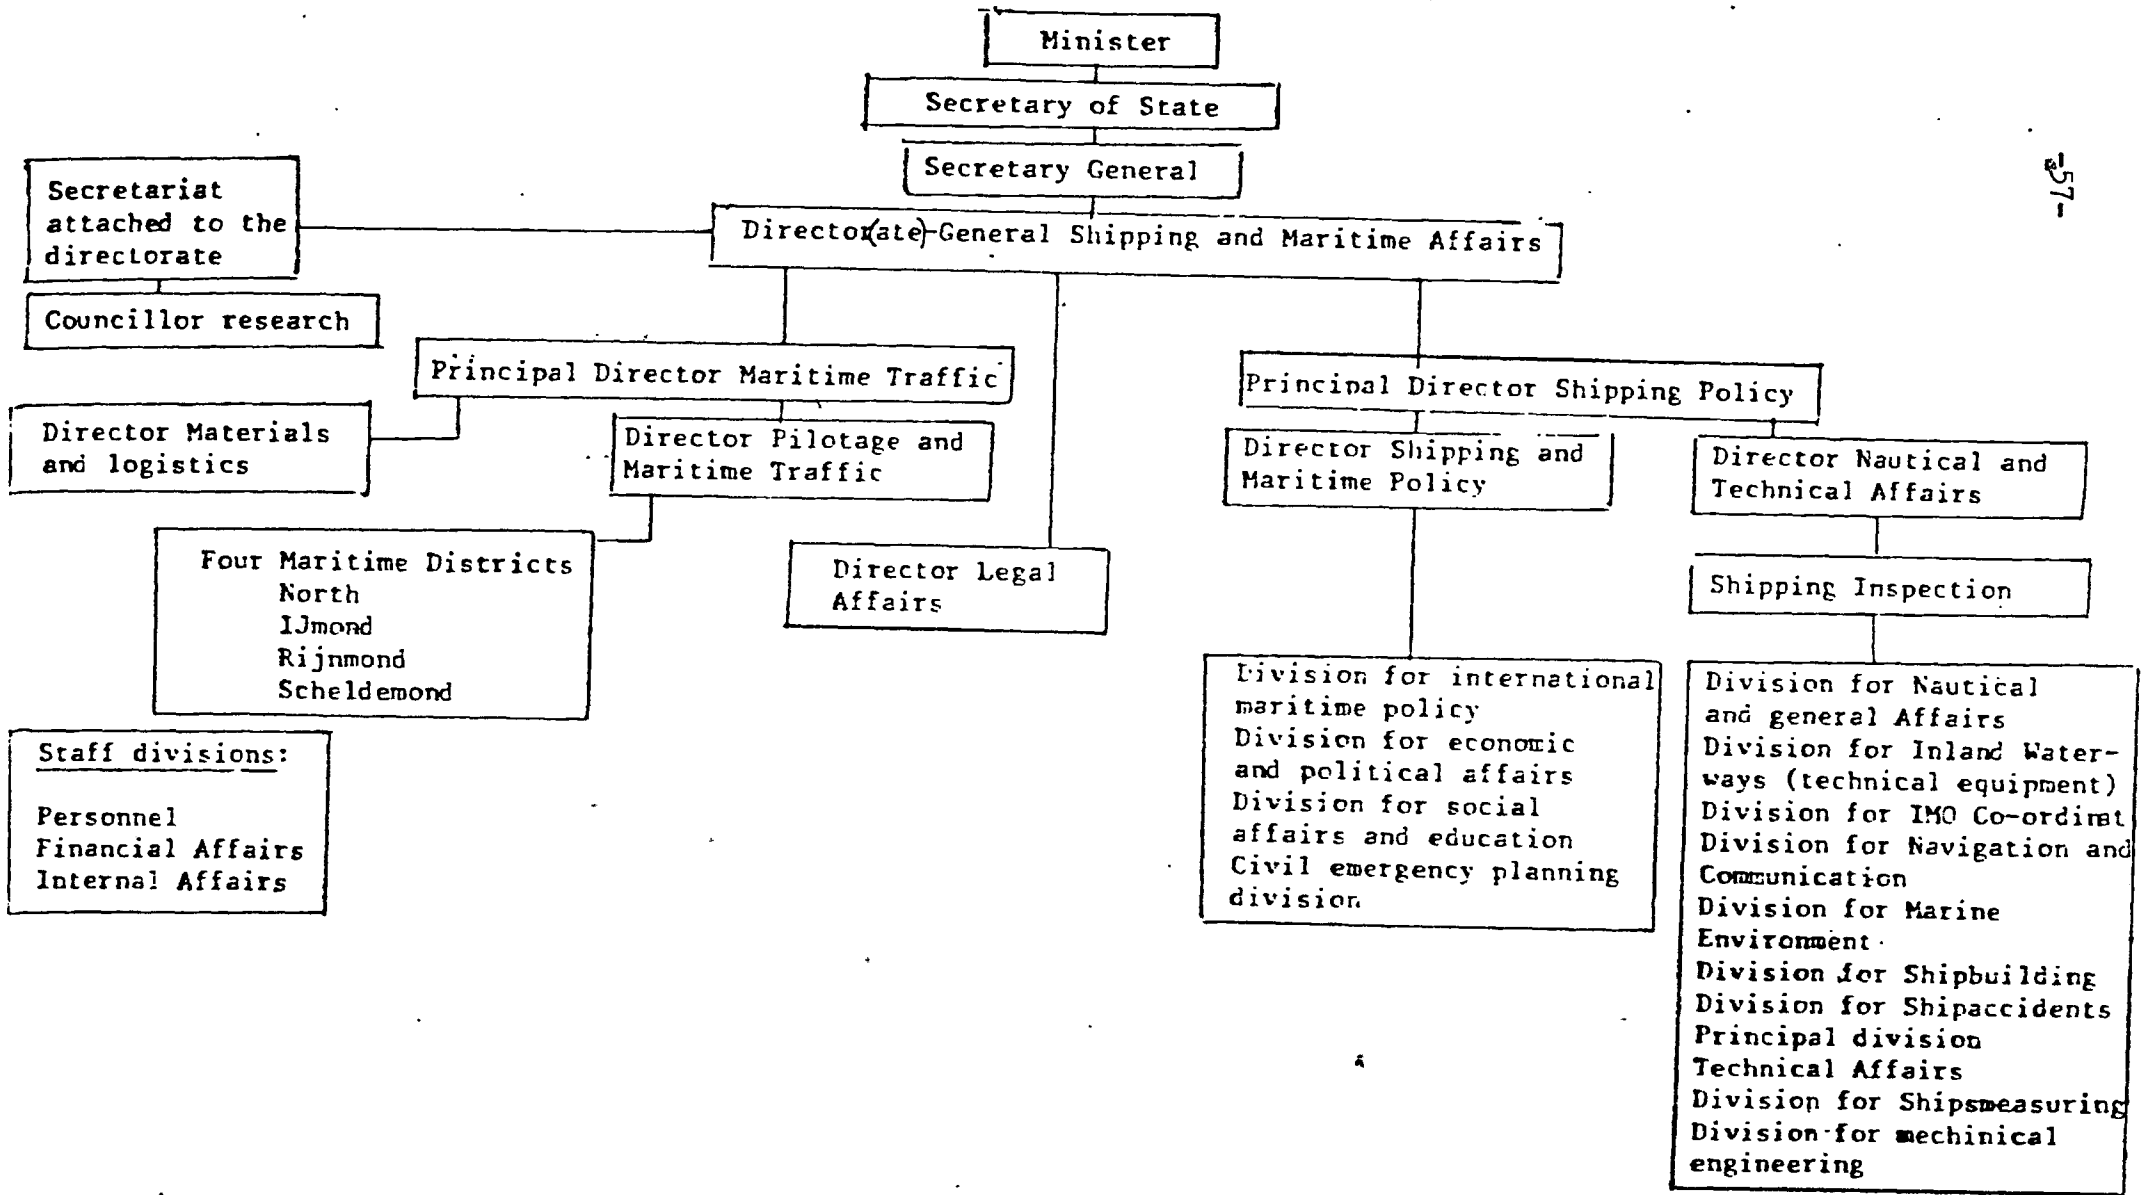 Minister
Secretary of State
Secretary General
-57-
Secretariat
attached to the
directorate
Director(ate)-General Shipping and Maritime Affairs
Councillor research
Principal Director Maritime Traffic
Principal Director Shipping Policy
Director Materials
and logistics
Director Pilotage and
Maritime Traffic
Director Shipping and
Maritime Policy
Director Nautical and
Technical Affairs
Four Maritime Districts
North
IJmond
Rijnmond
Scheldemond
Director Legal
Affairs
Shipping Inspection
Staff divisions:
Personnel
Financial Affairs
Internal Affairs
Division for international
maritime policy
Division for economic
and political affairs
Division for social
affairs and education
Civil emergency planning
division
Division for Nautical
and general Affairs
Division for Inland Water-
ways (technical equipment)
Division for IMO Co-ordinat
Division for Navigation and
Communication
Division for Marine
Environment
Division for Shipbuilding
Division for Shipaccidents
Principal division
Technical Affairs
Division for Shipsmeasuring
Division for mechinical
engineering